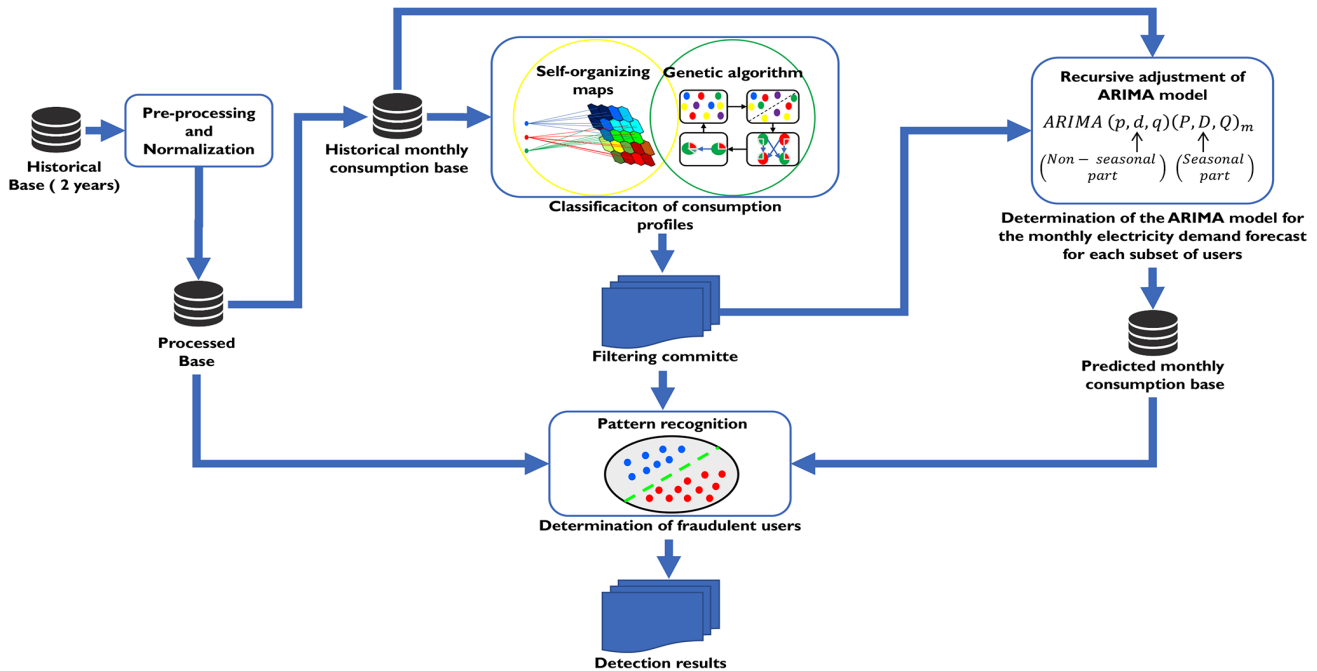 Pre-processing
and
Normalization
Historical
Base ( 2 years)
Historical monthly
consumption base
Self-organizing
maps
Genetic algorithm
Classificaciton of consumption
profiles
Recursive adjustment of
ARIMA model
ARIMA (p, d, q)(P, D, Q)m
(Non − seasonal part) (Seasonal part)
Determination of the ARIMA model for
the monthly electricity demand forecast
for each subset of users
Processed
Base
Filtering committe
Predicted monthly
consumption base
Pattern recognition
Determination of fraudulent users
Detection results